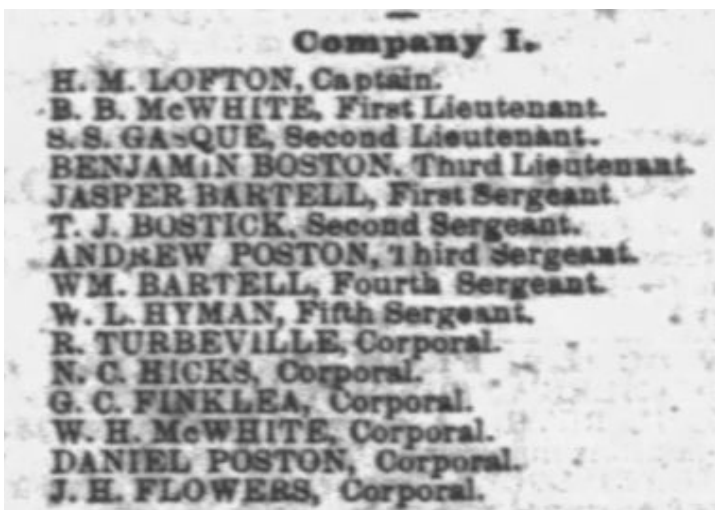 Company I.
H. M. LOFTON, Captain.
B. B. McWHITE, First Lieutenant.
S. S. GASQUE, Second Lieutenant.
BENJAMIN BOSTON. Third Lieutenant.
JASPER BARTELL, First Sergeant.
T. J. BOSTICK, Second Sergeant.
ANDREW POSTON, Third Sergeant.
WM. BARTELL, Fourth Sergeant.
W. L. HYMAN, Fifth Sergeant.
R. TURBEVILLE, Corporal.
N. C. HICKS, Corporal.
G. C. FINKLEA, Corporal.
W. H. McWHITE, Corporal.
DANIEL POSTON, Corporal.
J. H. FLOWERS, Corporal.